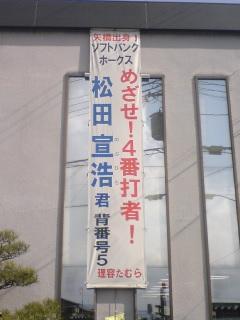 矢橋出身！
ソフトバンク
ホークス
めざせ！４番打者！
松田宣浩君 背番号５
理容たむら